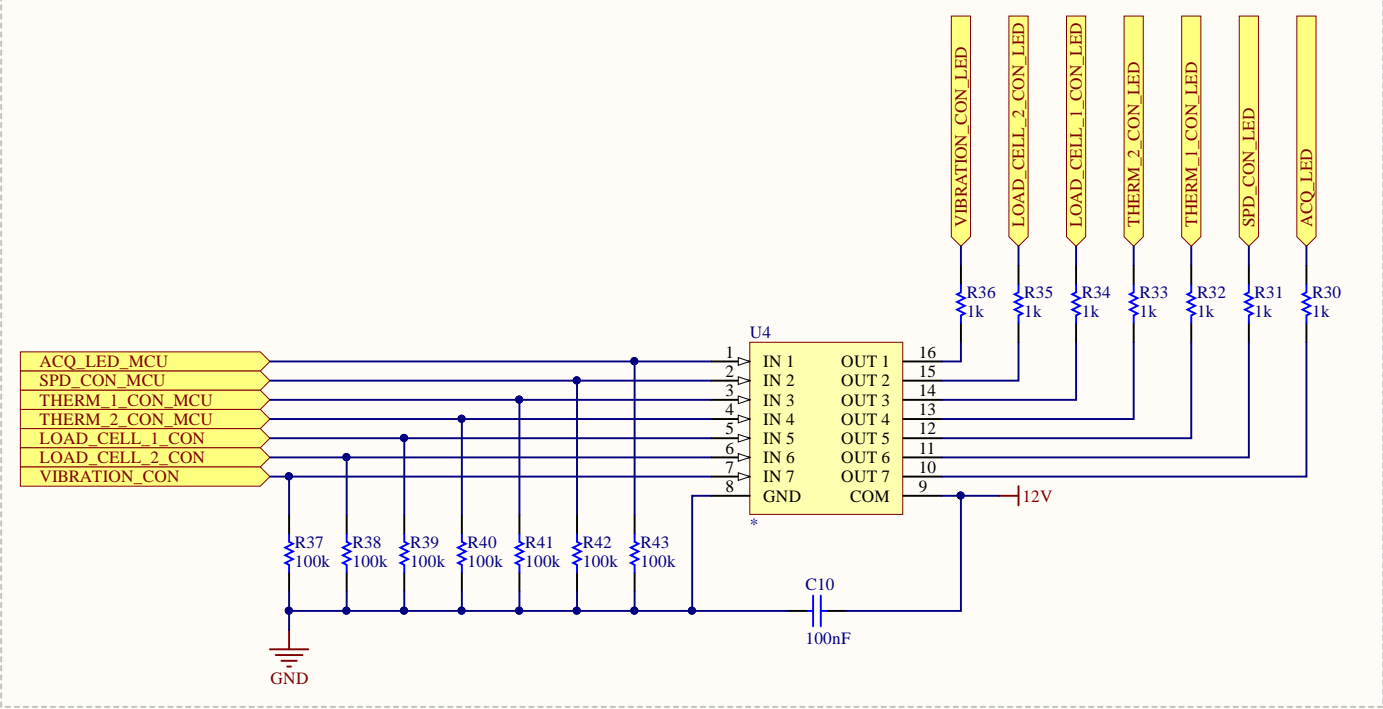 VIBRATION_CON_LED
LOAD_CELL_2_CON_LED
LOAD_CELL_1_CON_LED
THERM_2_CON_LED
THERM_1_CON_LED
SPD_CON_LED
ACQ_LED
R36
1k
R35
1k
R34
1k
R33
1k
R32
1k
R31
1k
R30
1k
U4
ACQ_LED_MCU
SPD_CON_MCU
THERM_1_CON_MCU
THERM_2_CON_MCU
LOAD_CELL_1_CON
LOAD_CELL_2_CON
VIBRATION_CON
1 IN 1 OUT 1 16
2 IN 2 OUT 2 15
3 IN 3 OUT 3 14
4 IN 4 OUT 4 13
5 IN 5 OUT 5 12
6 IN 6 OUT 6 11
7 IN 7 OUT 7 10
8 GND COM 9
12V
*
R37
100k
R38
100k
R39
100k
R40
100k
R41
100k
R42
100k
R43
100k
C10
100nF
GND